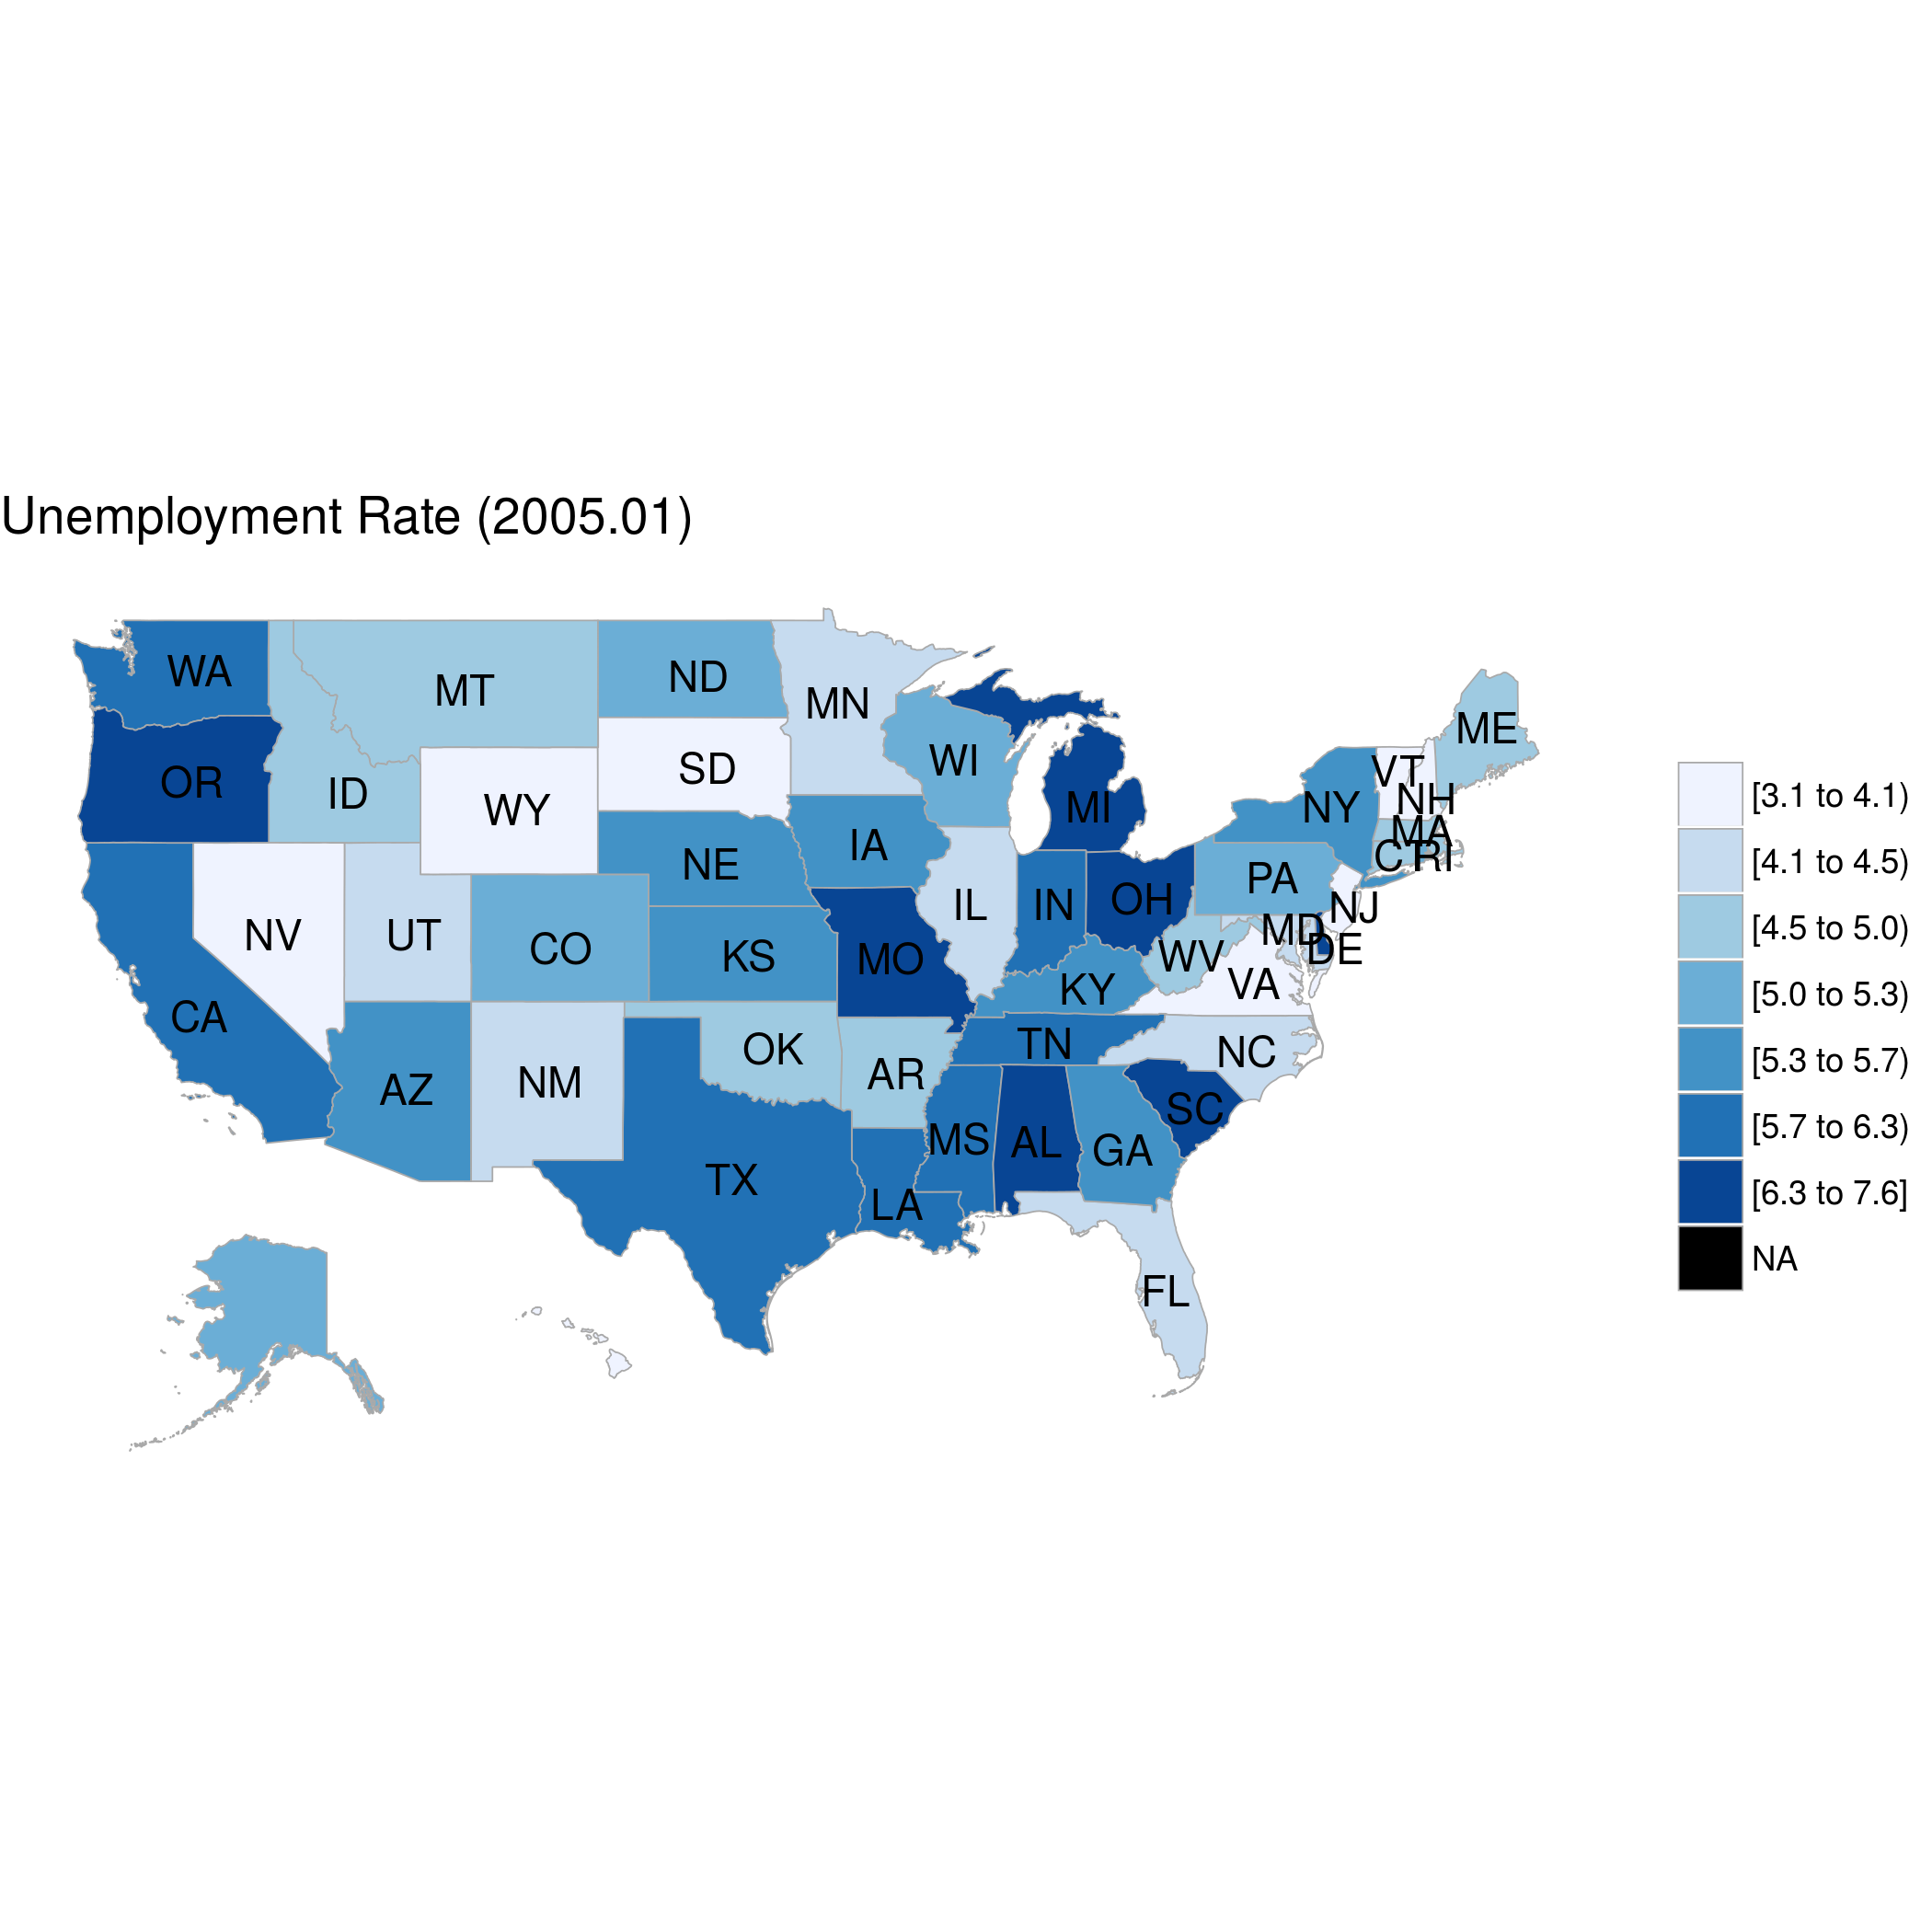 Unemployment Rate (2005.01)
WA
MT
ND
MN
ME
OR
ID
WY
SD
WI
MI
NY
VT
NH
MA
CT
RI
NV
UT
CO
NE
IA
IL
IN
OH
PA
NJ
MD
DE
WV
VA
CA
KS
MO
KY
AZ
NM
OK
AR
TN
NC
TX
LA
MS
AL
GA
SC
FL
[3.1 to 4.1)
[4.1 to 4.5)
[4.5 to 5.0)
[5.0 to 5.3)
[5.3 to 5.7)
[5.7 to 6.3)
[6.3 to 7.6]
NA